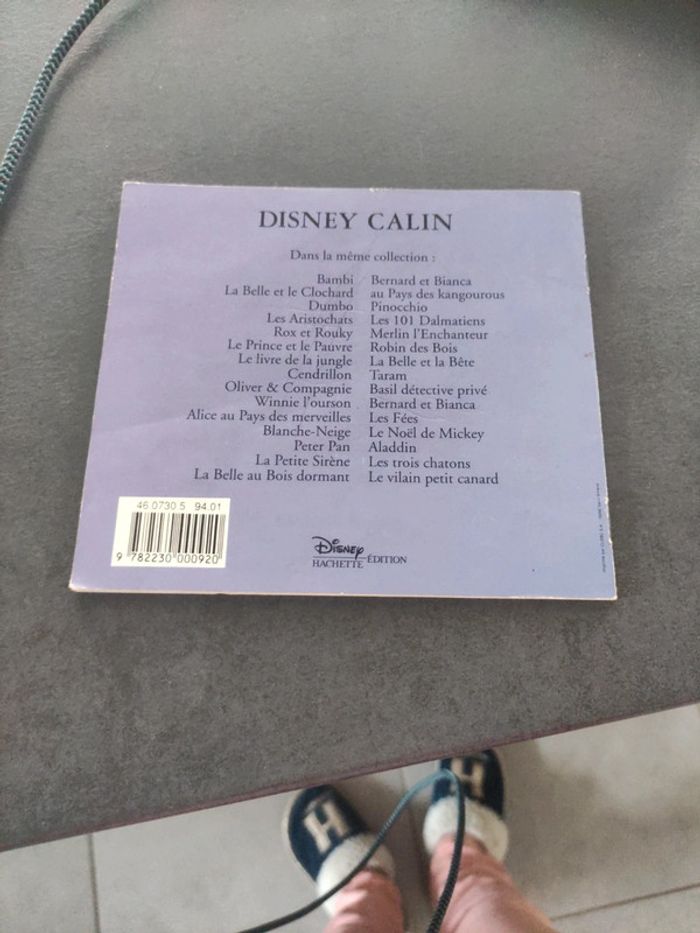 DISNEY CALIN
Dans la même collection :
Bambi
La Belle et le Clochard
Dumbo
Les Aristochats
Rox et Rouky
Le Prince et le Pauvre
Le livre de la jungle
Cendrillon
Oliver & Compagnie
Winnie l'ourson
Alice au Pays des merveilles
Blanche-Neige
Peter Pan
La Petite Sirène
La Belle au Bois dormant
Bernard et Bianca
au Pays des kangourous
Pinocchio
Les 101 Dalmatiens
Merlin l'Enchanteur
Robin des Bois
La Belle et la Bête
Taram
Basil détective privé
Bernard et Bianca
Les Fées
Le Noël de Mickey
Aladdin
Les trois chatons
Le vilain petit canard
46 0730 5 94.01
9 782230 000920
Disney
HACHETTE ÉDITION
H
H